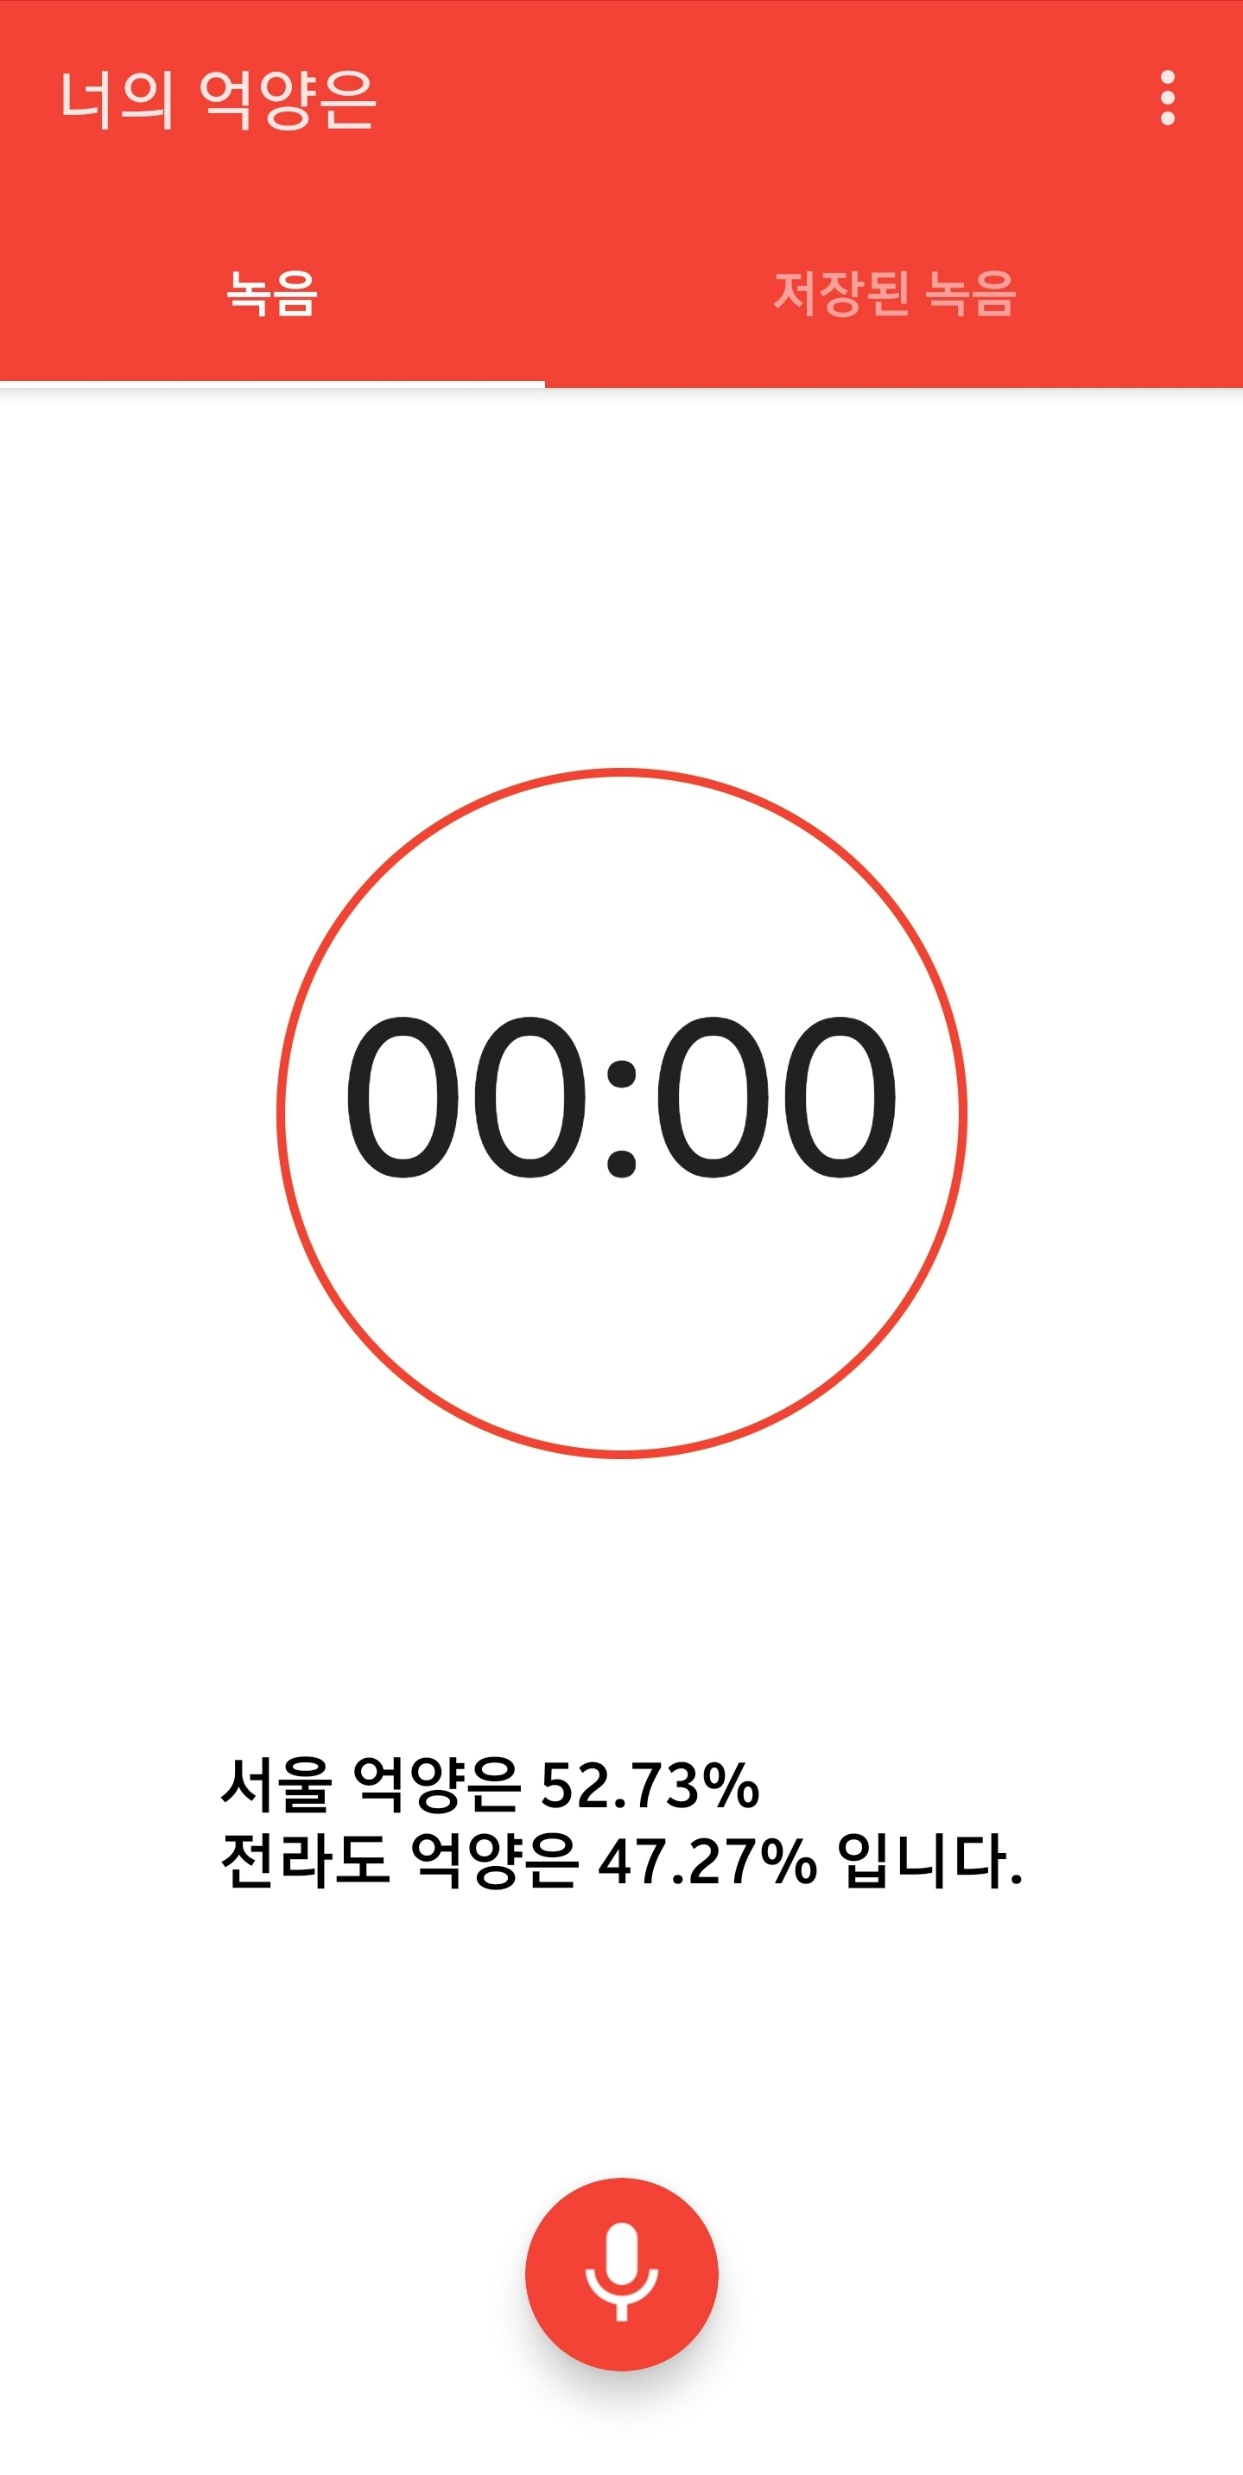 너의 억양은
녹음 저장된 녹음
00:00
서울 억양은 52.73%
전라도 억양은 47.27% 입니다.